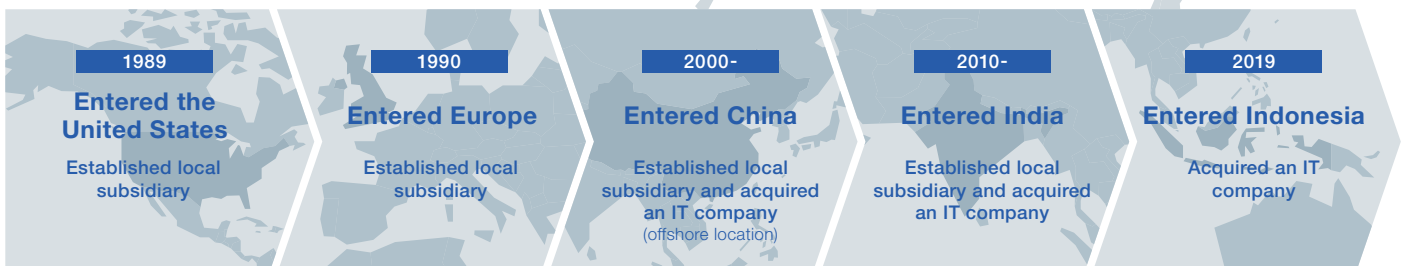 1989
Entered the
United States
Established local
subsidiary
1990
Entered Europe
Established local
subsidiary
2000-
Entered China
Established local
subsidiary and acquired
an IT company
(offshore location)
2010-
Entered India
Established local
subsidiary and acquired
an IT company
2019
Entered Indonesia
Acquired an IT
company